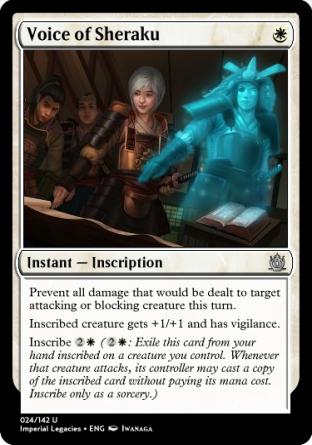 Voice of Sheraku
Instant — Inscription
Prevent all damage that would be dealt to target
attacking or blocking creature this turn.
Inscribed creature gets +1/+1 and has vigilance.
Inscribe 2 ( 2 : Exile this card from your
hand inscribed on a creature you control. Whenever
that creature attacks, its controller may cast a copy
of the inscribed card without paying its mana cost.
Inscribe only as a sorcery.)
024/142 U
Imperial Legacies • ENG Iwanaga